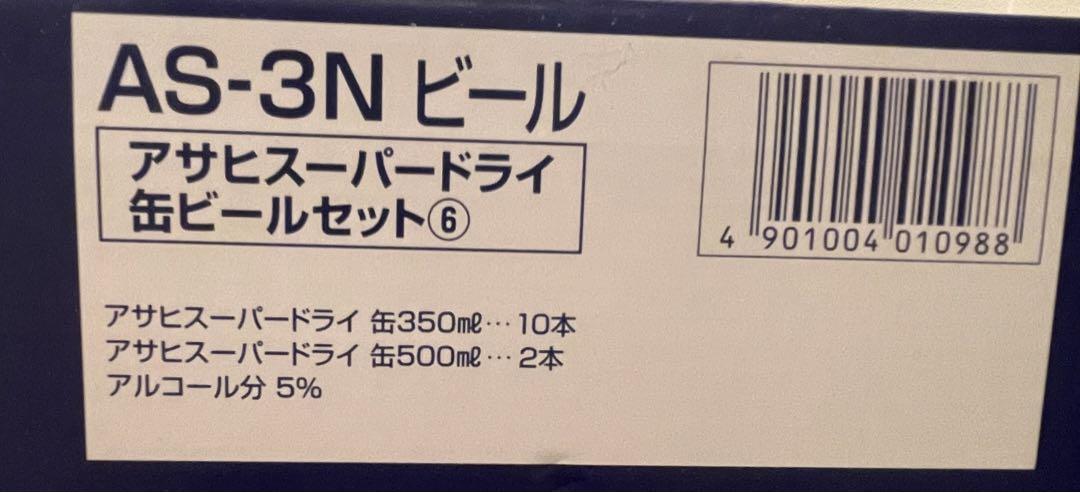 AS-3N ビール
アサヒスーパードライ
缶ビールセット⑥
4 901004 010988
アサヒスーパードライ 缶350㎖…10本
アサヒスーパードライ 缶500㎖…2本
アルコール分 5%